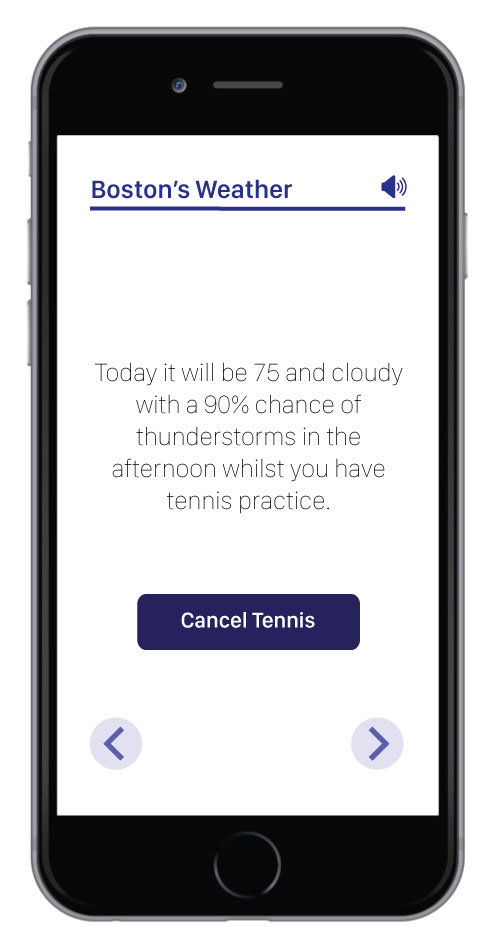 Boston’s Weather
Today it will be 75 and cloudy
with a 90% chance of
thunderstorms in the
afternoon whilst you have
tennis practice.
Cancel Tennis